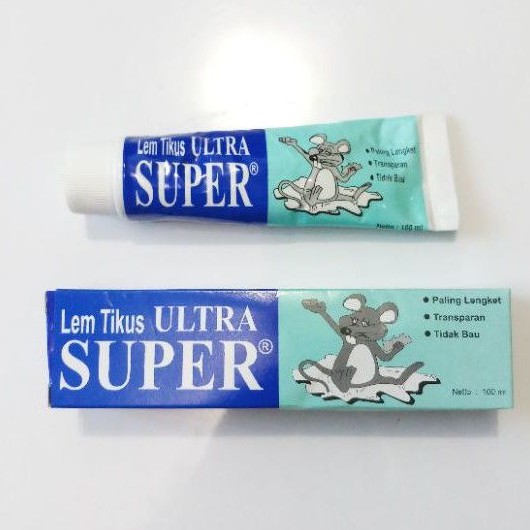 Lem Tikus ULTRA
SUPER®
• Paling Lengket
• Transparan
• Tidak Bau
Netto : 100 ml
Lem Tikus ULTRA
SUPER®
• Paling Lengket
• Transparan
• Tidak Bau
Netto : 100 ml